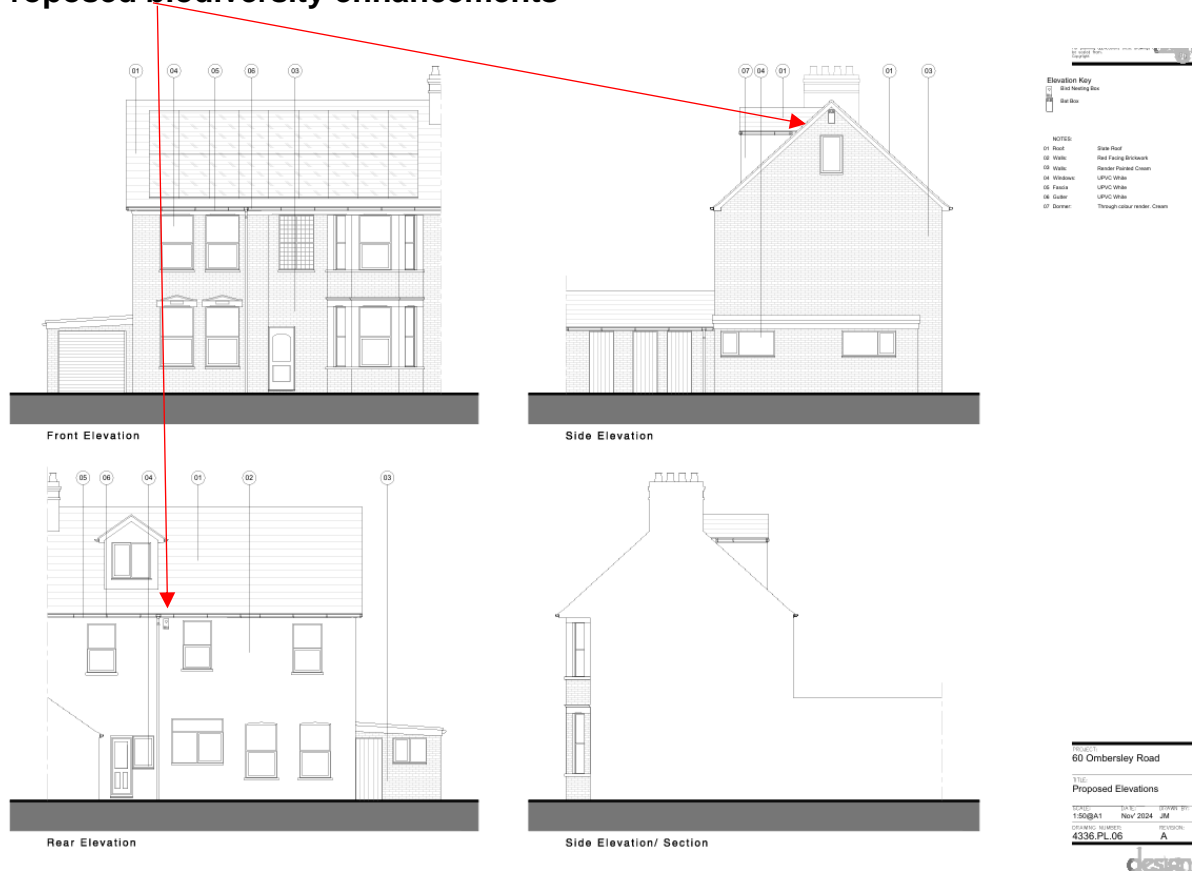 roposed biodiversity enhancements
01 04 05 06 03
07 04 01 01 03
Copyright
Elevation Key
Bird Nesting Box
Bat Box
NOTES:
01 Roof: Slate Roof
02 Walls: Red Facing Brickwork
03 Walls: Render Painted Cream
04 Windows: UPVC White
05 Fascia UPVC White
06 Gutter UPVC White
07 Dormer: Through colour render: Cream
Front Elevation
Side Elevation
05 06 04 01 02 03
Rear Elevation
Side Elevation/ Section
PROJECT:
60 Ombersley Road
TITLE:
Proposed Elevations
SCALE: DATE: DRAWN BY:
1:50@A1 Nov' 2024 JM
DRAWING NUMBER: REVISION:
4336.PL.06 A
design